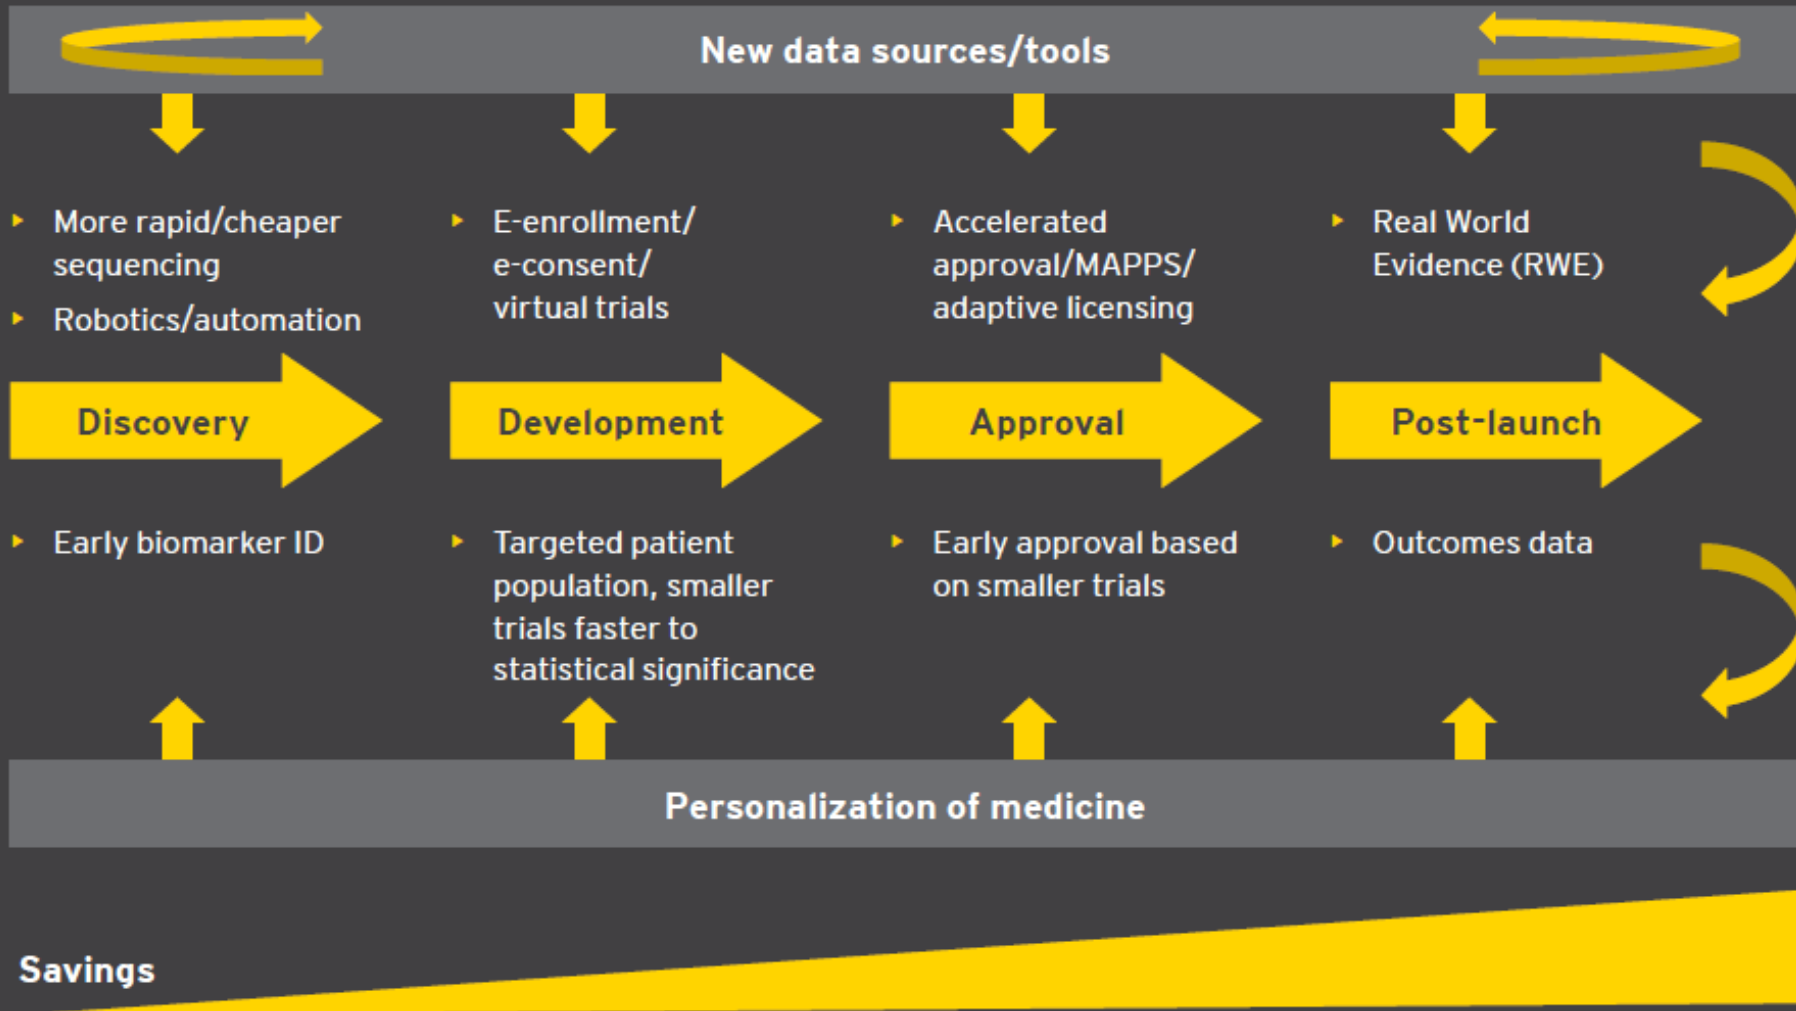 New data sources/tools
More rapid/cheaper
sequencing
Robotics/automation
E-enrollment/
e-consent/
virtual trials
Accelerated
approval/MAPPS/
adaptive licensing
Real World
Evidence (RWE)
Discovery
Development
Approval
Post-launch
Early biomarker ID
Targeted patient
population, smaller
trials faster to
statistical significance
Early approval based
on smaller trials
Outcomes data
Personalization of medicine
Savings